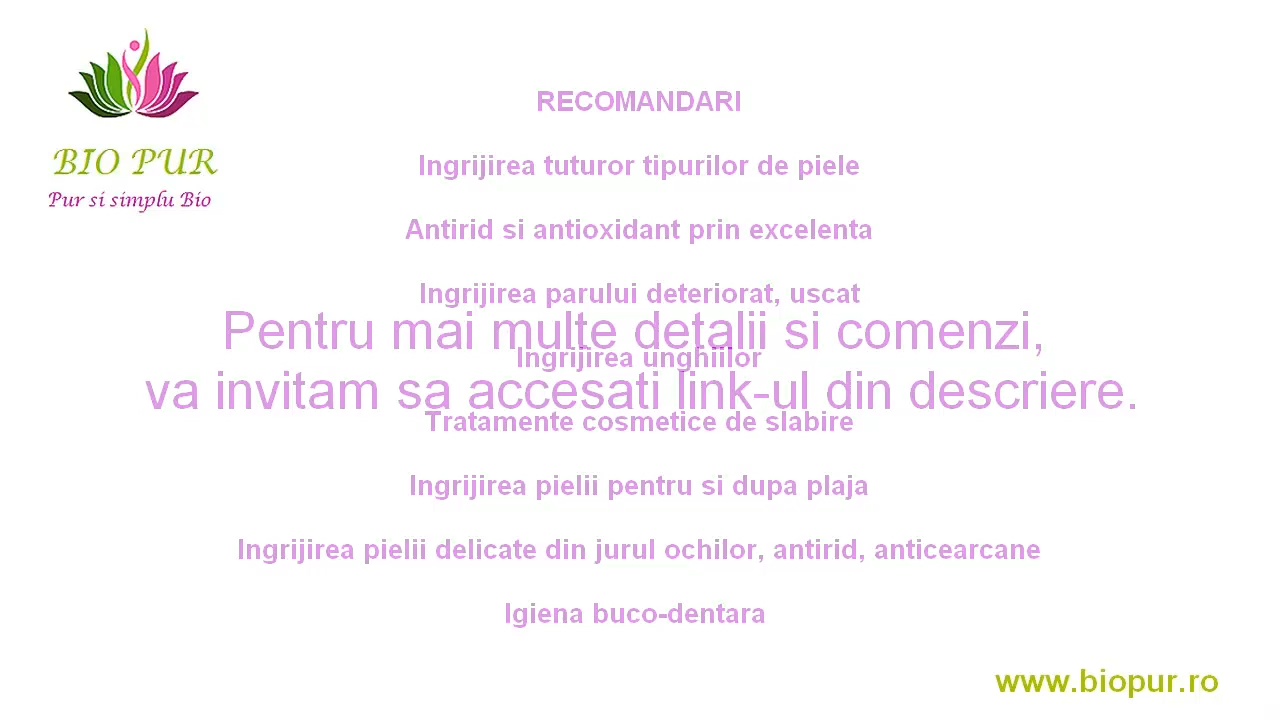 BIO PUR
Pur si simplu Bio
RECOMANDARI
Ingrijirea tuturor tipurilor de piele
Antirid si antioxidant prin excelenta
Ingrijirea parului deteriorat, uscat
Pentru mai multe detalii si comenzi,
Ingrijirea unghiilor
va invitam sa accesati link-ul din descriere.
Tratamente cosmetice de slabire
Ingrijirea pielii pentru si dupa plaja
Ingrijirea pielii delicate din jurul ochilor, antirid, anticearcane
Igiena buco-dentara
www.biopur.ro